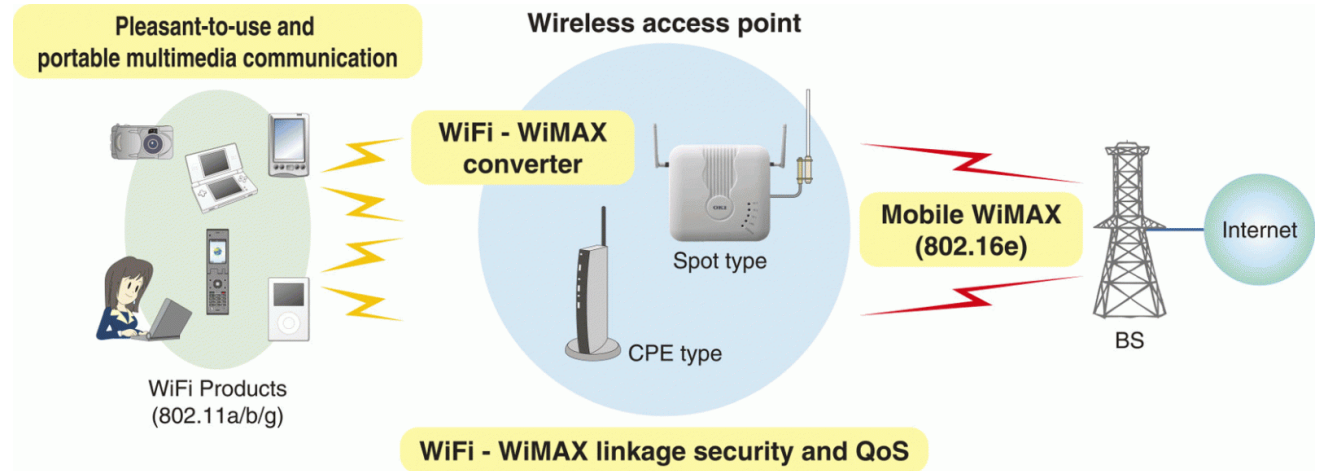 Pleasant-to-use and
portable multimedia communication
Wireless access point
WiFi - WiMAX
converter
OKI
Spot type
CPE type
Mobile WiMAX
(802.16e)
Internet
BS
WiFi Products
(802.11a/b/g)
WiFi - WiMAX linkage security and QoS